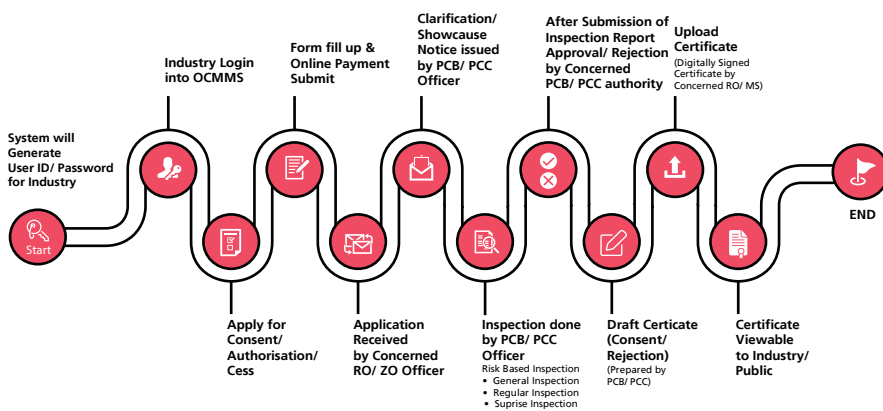 System will
Generate
User ID/ Password
for Industry
Start
Industry Login
into OCMMS
Apply for
Consent/
Authorisation/
Cess
Form fill up &
Online Payment
Submit
Application
Received
by Concerned
RO/ ZO Officer
Clarification/
Showcause
Notice issued
by PCB/ PCC
Officer
Inspection done
by PCB/ PCC
Officer
Risk Based Inspection
• General Inspection
• Regular Inspection
• Suprise Inspection
After Submission of
Inspection Report
Approval/ Rejection
by Concerned
PCB/ PCC authority
Draft Certicate
(Consent/
Rejection)
(Prepared by
PCB/ PCC)
Upload
Certificate
(Digitally Signed
Certificate by
Concerned RO/ MS)
Certificate
Viewable
to Industry/
Public
END